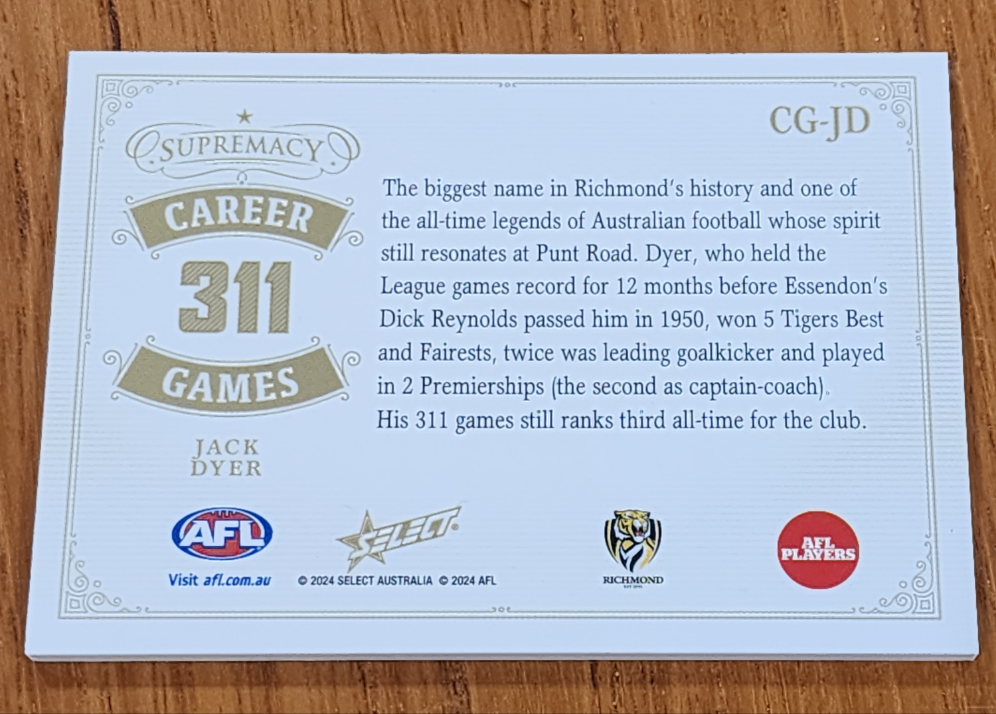 CG-JD
SUPREMACY
CAREER
311
GAMES
JACK
DYER
The biggest name in Richmond's history and one of
the all-time legends of Australian football whose spirit
still resonates at Punt Road. Dyer, who held the
League games record for 12 months before Essendon's
Dick Reynolds passed him in 1950, won 5 Tigers Best
and Fairests, twice was leading goalkicker and played
in 2 Premierships (the second as captain-coach).
His 311 games still ranks third all-time for the club.
AFL
Visit afl.com.au
SELECT
© 2024 SELECT AUSTRALIA © 2024 AFL
RICHMOND
AFL
PLAYERS